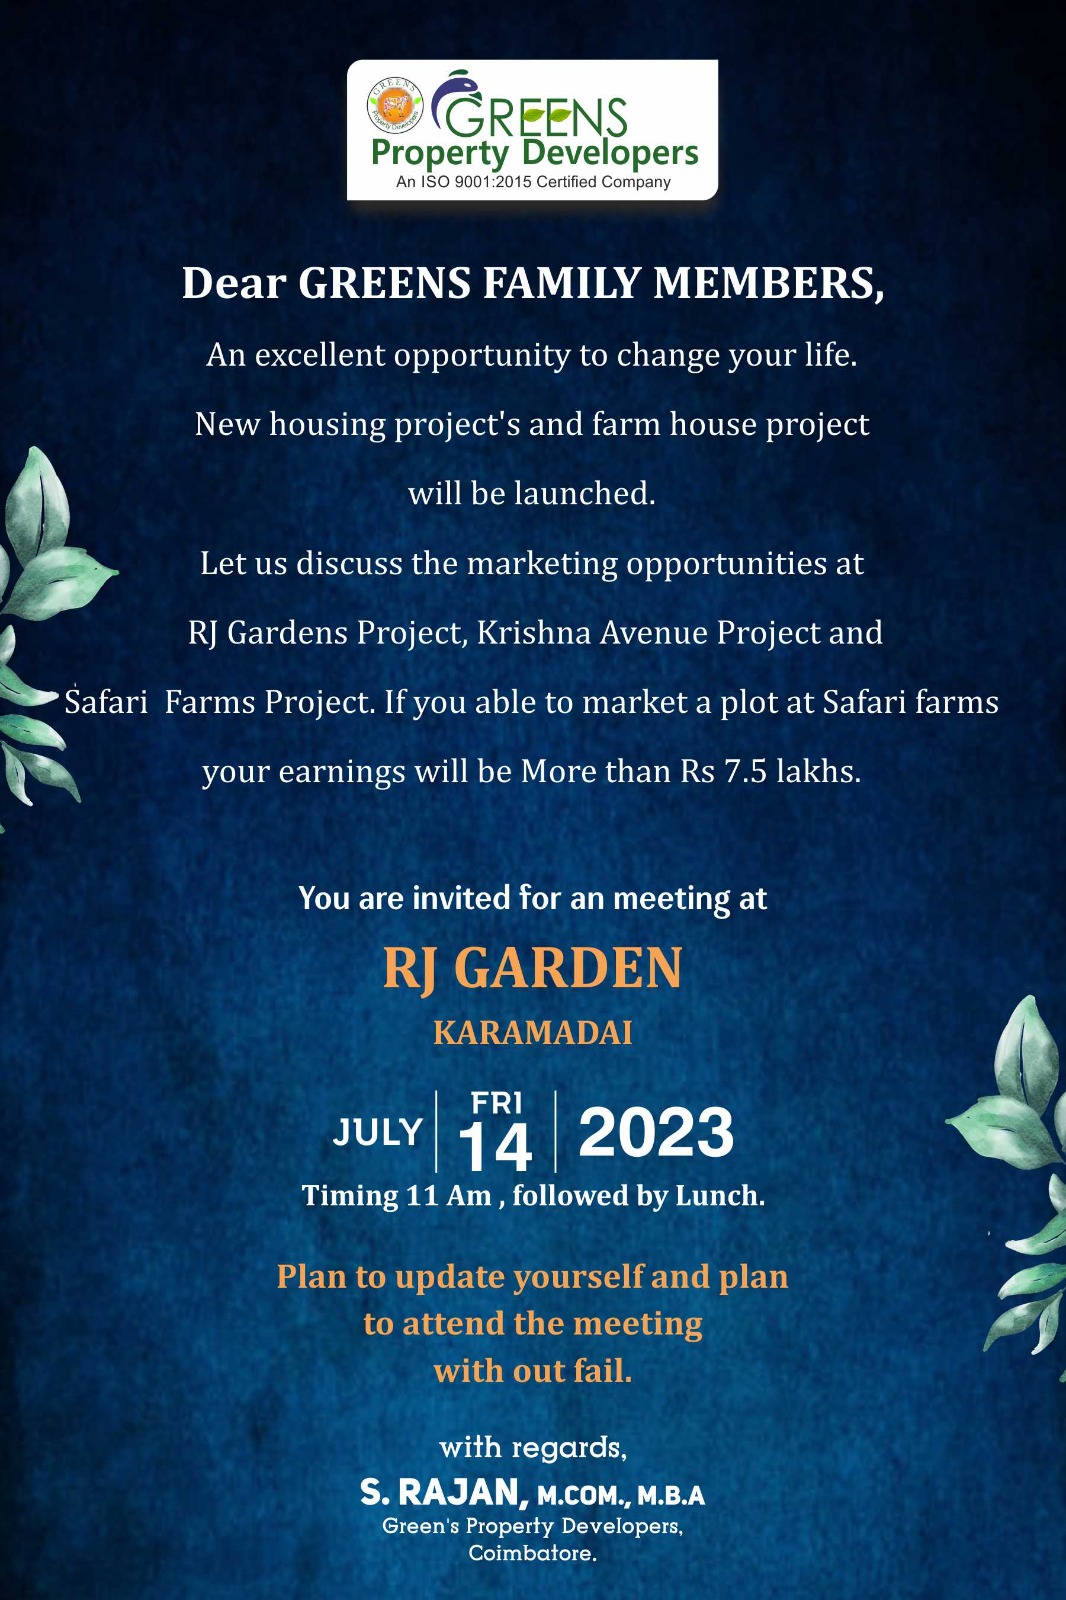 GREENS
Property Developers
GREENS
Property Developers
An ISO 9001:2015 Certified Company
Dear GREENS FAMILY MEMBERS,
An excellent opportunity to change your life.
New housing project's and farm house project
will be launched.
Let us discuss the marketing opportunities at
RJ Gardens Project, Krishna Avenue Project and
Safari Farms Project. If you able to market a plot at Safari farms
your earnings will be More than Rs 7.5 lakhs.
You are invited for an meeting at
RJ GARDEN
KARAMADAI
JULY
FRI
14
2023
Timing 11 Am , followed by Lunch.
Plan to update yourself and plan
to attend the meeting
with out fail.
with regards,
S. RAJAN, M.COM., M.B.A
Green's Property Developers,
Coimbatore.